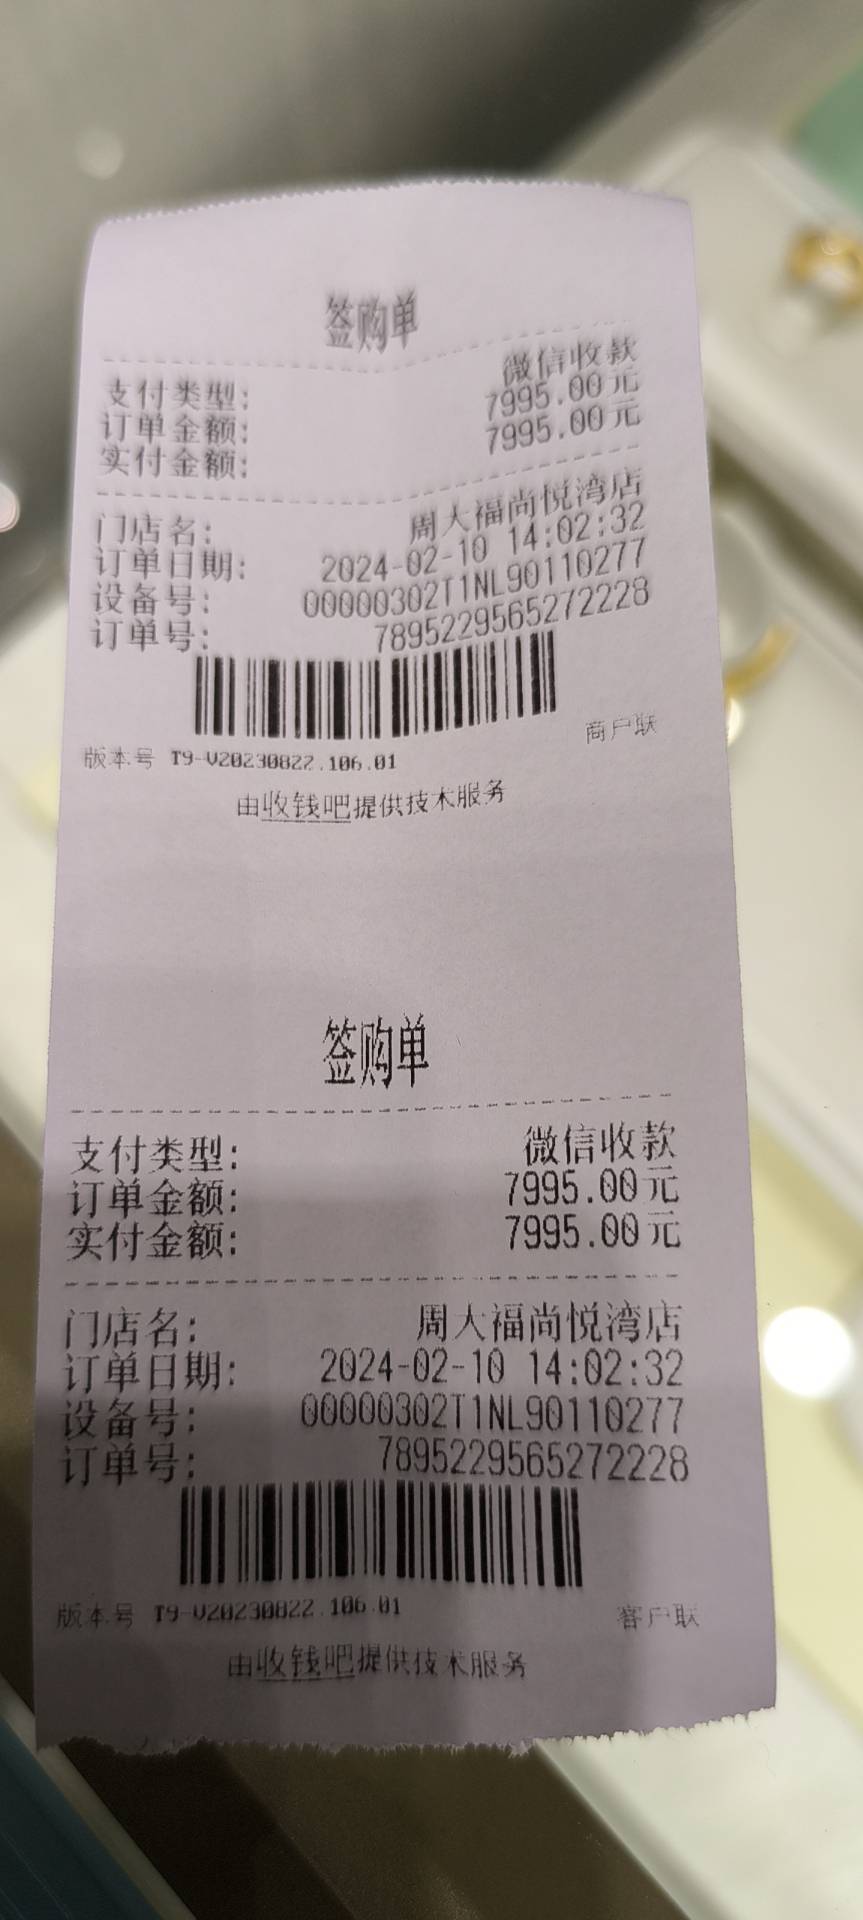 签购单
支付类型: 微信收款
订单金额: 7995.00元
实付金额: 7995.00元
门店名: 周大福尚悦湾店
订单日期: 2024-02-10 14:02:32
设备号: 00000302T1NL90110277
订单号: 7895229565272228
商户联
版本号 T9-V20230822.106.01
由收钱吧提供技术服务
签购单
支付类型: 微信收款
订单金额: 7995.00元
实付金额: 7995.00元
门店名: 周大福尚悦湾店
订单日期: 2024-02-10 14:02:32
设备号: 00000302T1NL90110277
订单号: 7895229565272228
版本号 T9-V20230822.106.01 客户联
由收钱吧提供技术服务